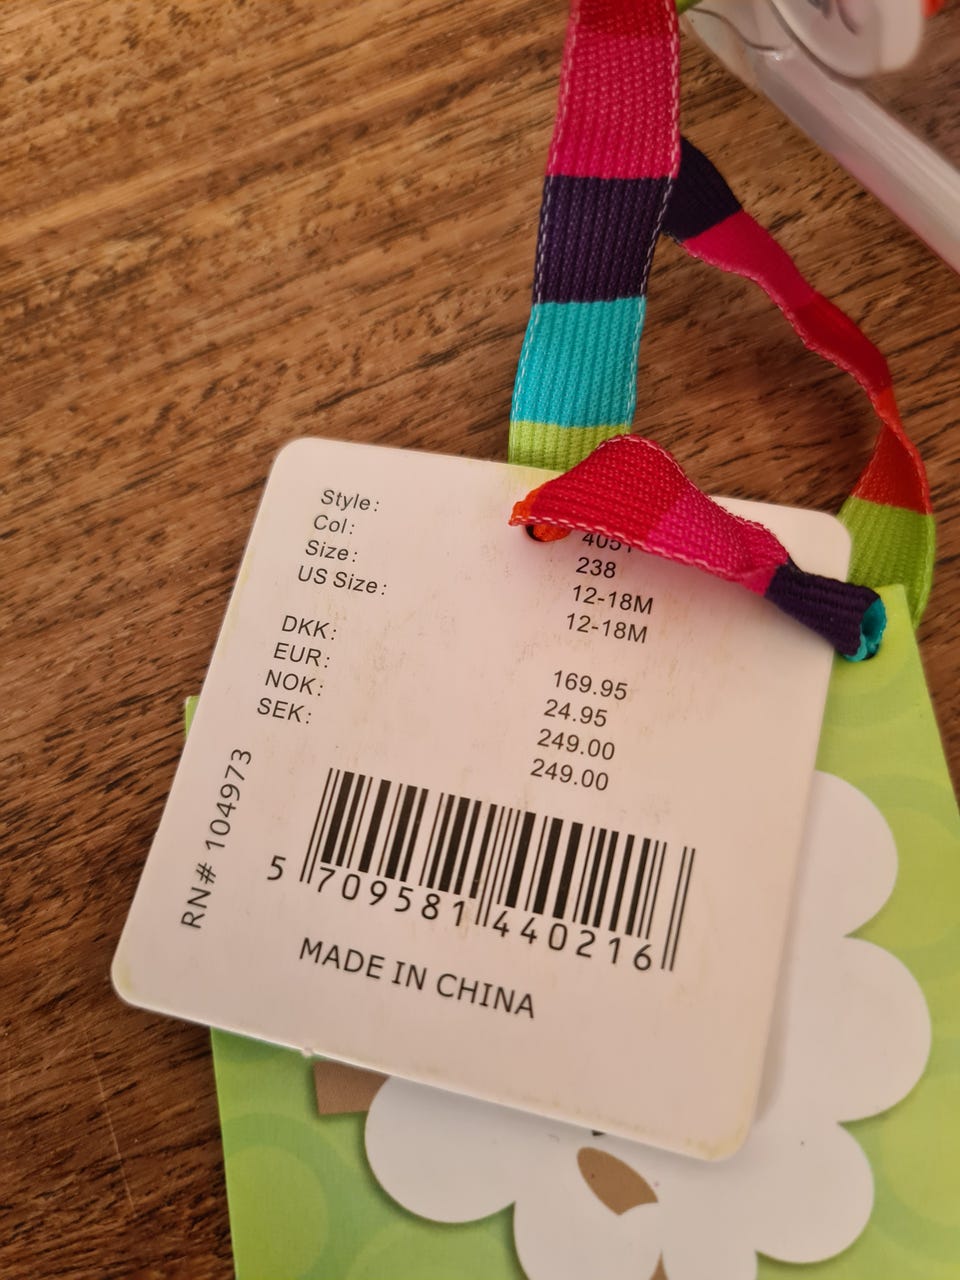 Style:
Col: 238
Size: 12-18M
US Size: 12-18M
DKK: 169.95
EUR: 24.95
NOK: 249.00
SEK: 249.00
RN# 104973
5 709581 440216
MADE IN CHINA